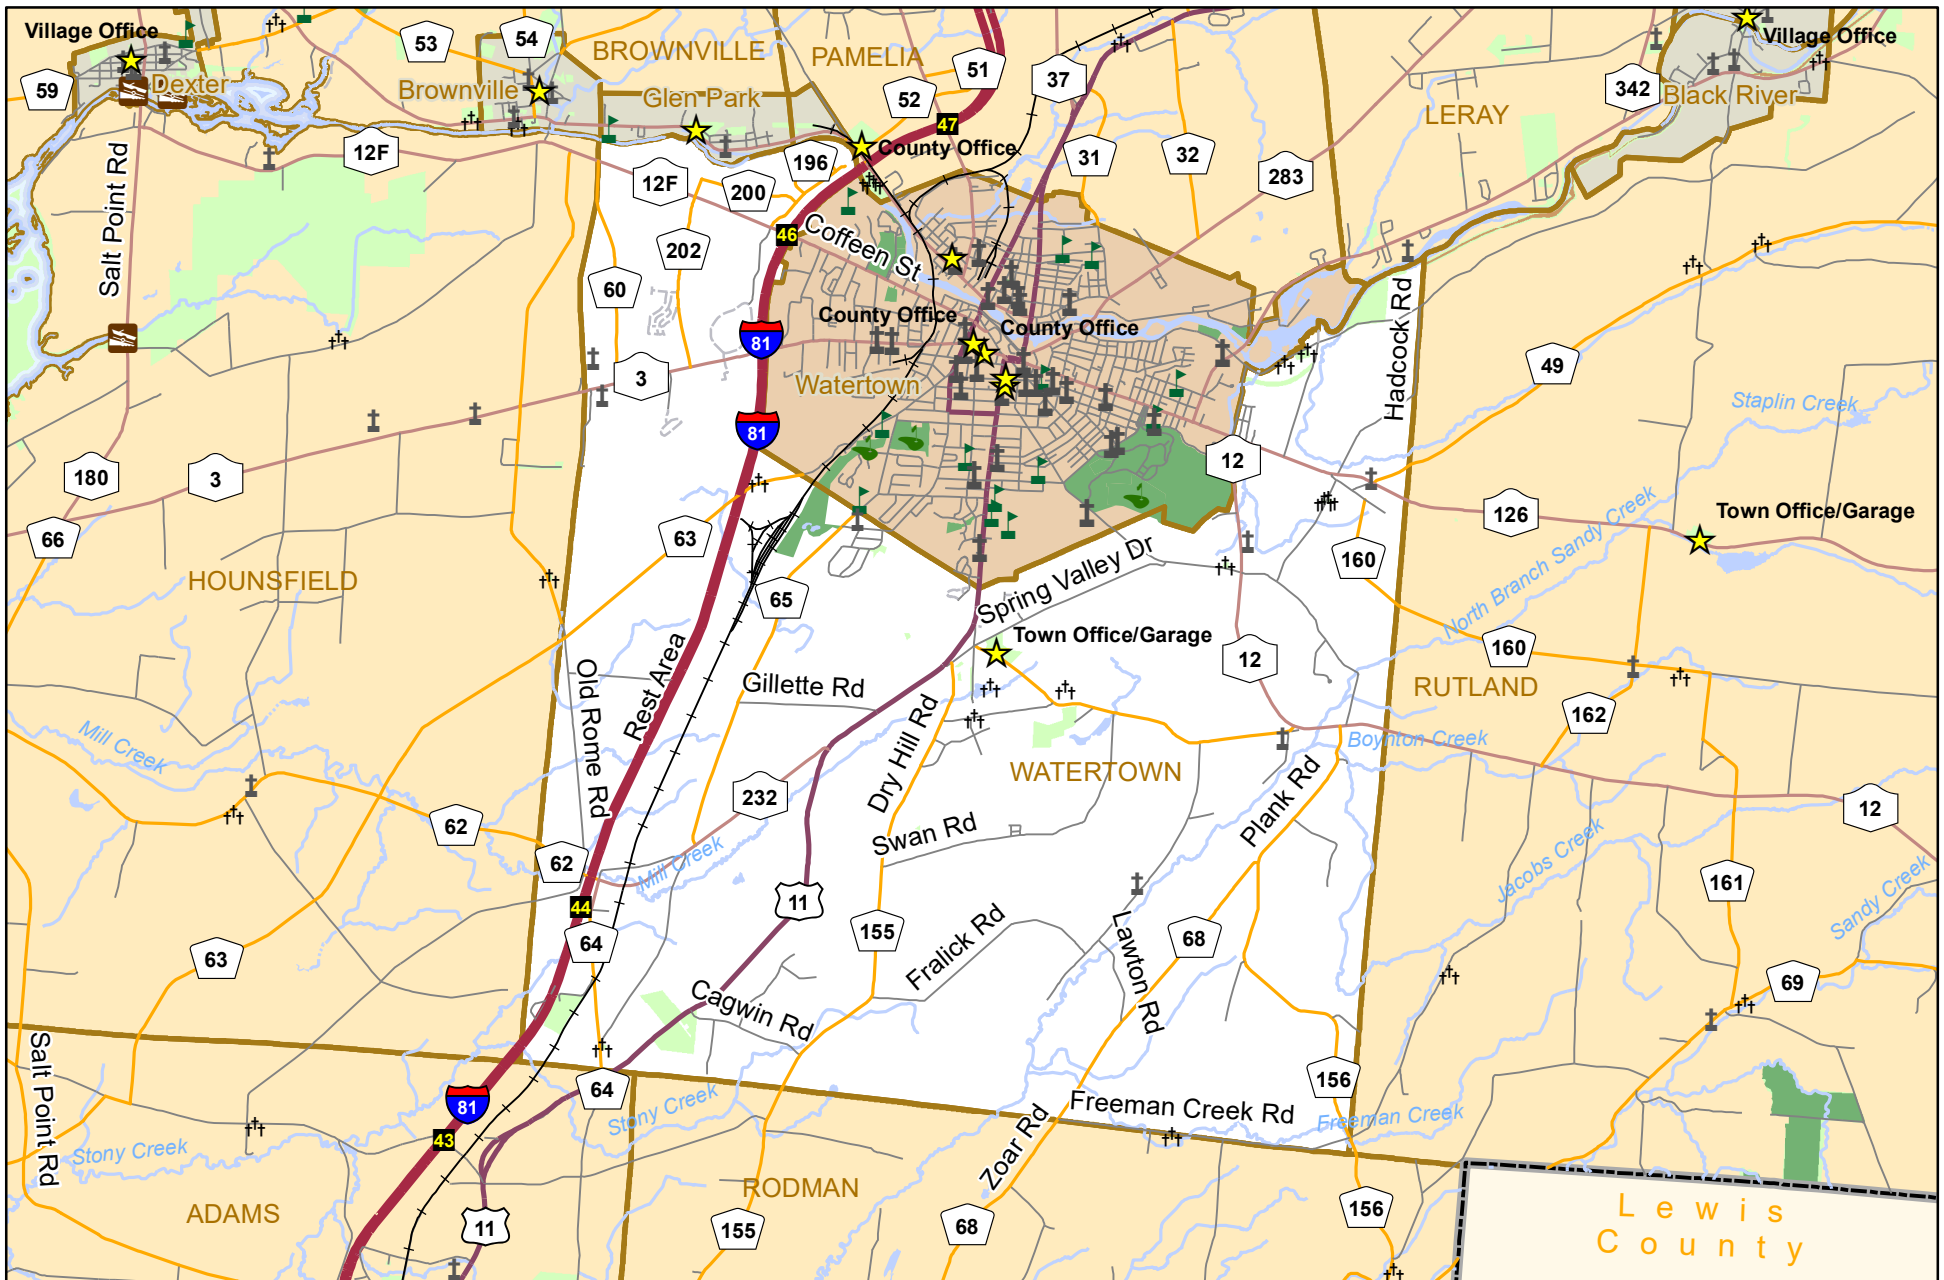 Village Office
53
54
BROWNVILLE
PAMELIA
51
37
Village Office
59
Dexter
Brownville
Glen Park
52
342
Black River
LERAY
47
12F
County Office
196
31
32
283
12F
200
46
Coffeen St
Salt Point Rd
202
60
County Office
County Office
81
Hadcock Rd
49
3
Watertown
Staplin Creek
81
180
3
12
126
Town Office/Garage
66
63
North Branch Sandy Creek
160
HOUNSFIELD
Spring Valley Dr
65
Town Office/Garage
160
12
Rest Area
Old Rome Rd
Gillette Rd
RUTLAND
162
Mill Creek
Dry Hill Rd
Boynton Creek
WATERTOWN
232
Plank Rd
12
62
Swan Rd
62
Mill Creek
Jacobs Creek
161
Sandy Creek
11
44
64
155
Fralick Rd
Lawton Rd
68
63
69
Cagwin Rd
Salt Point Rd
64
156
81
Stony Creek
Freeman Creek Rd
Freeman Creek
43
Stony Creek
Zoar Rd
ADAMS
RODMAN
11
155
68
156
Lewis
County